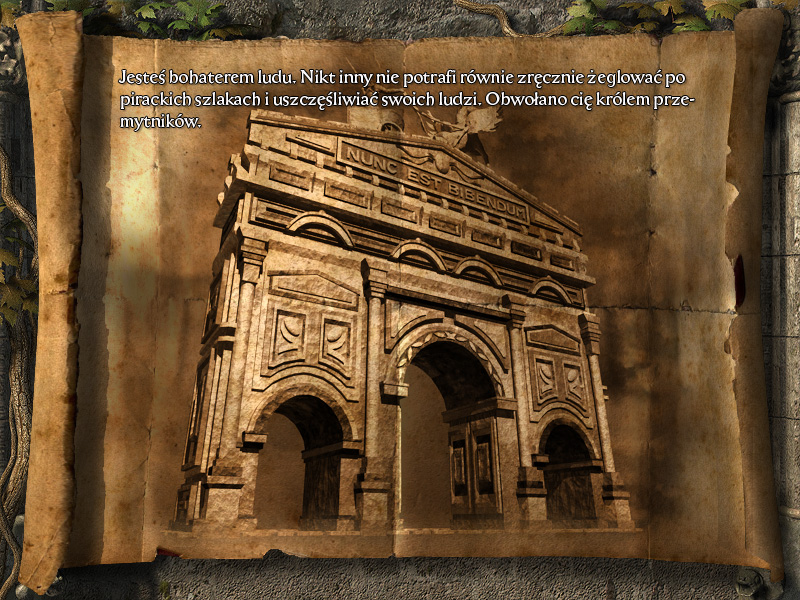 Jesteś bohaterem ludu. Nikt inny nie potrafi równie zręcznie żeglować po
pirackich szlakach i uszczęśliwiać swoich ludzi. Obwołano cię królem prze-
mytników.
NUNC EST BIBENDUM